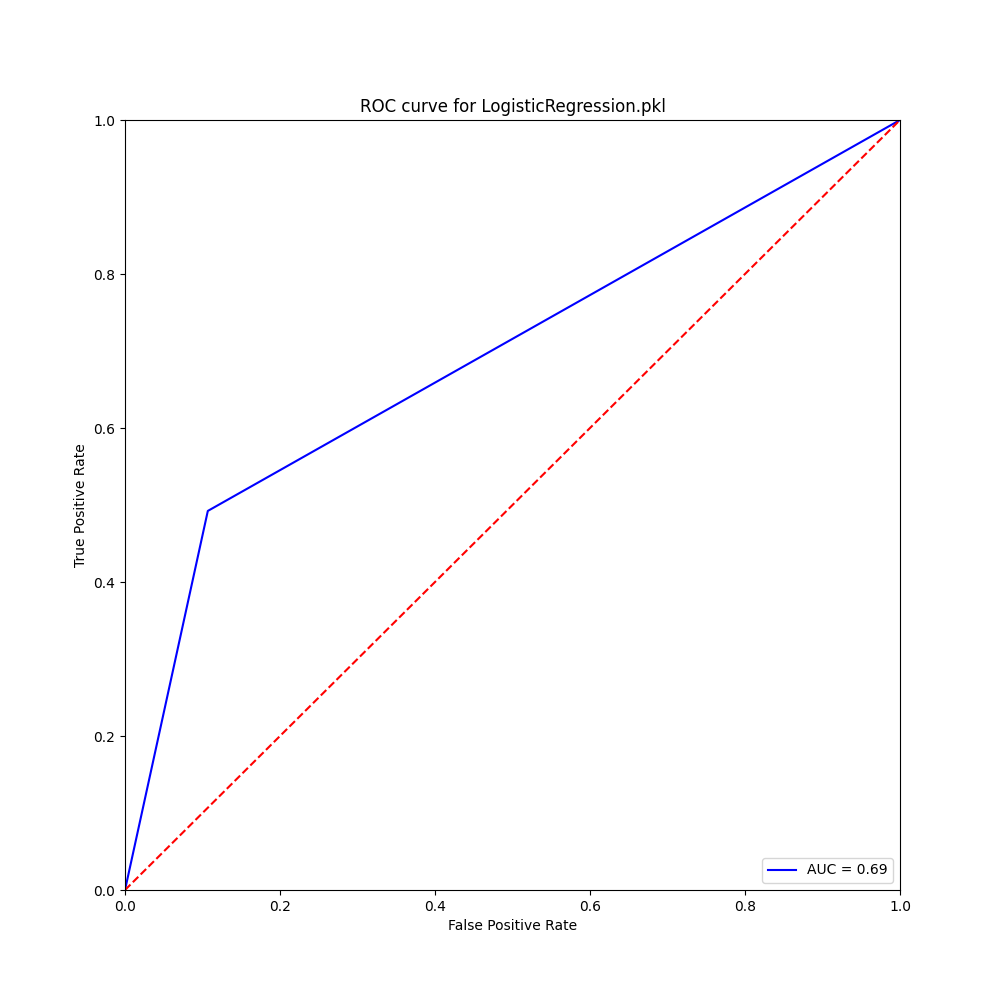 ROC curve for LogisticRegression.pkl
1.0
0.8
0.6
0.4
0.2
0.0
True Positive Rate
AUC = 0.69
0.0 0.2 0.4 0.6 0.8 1.0
False Positive Rate